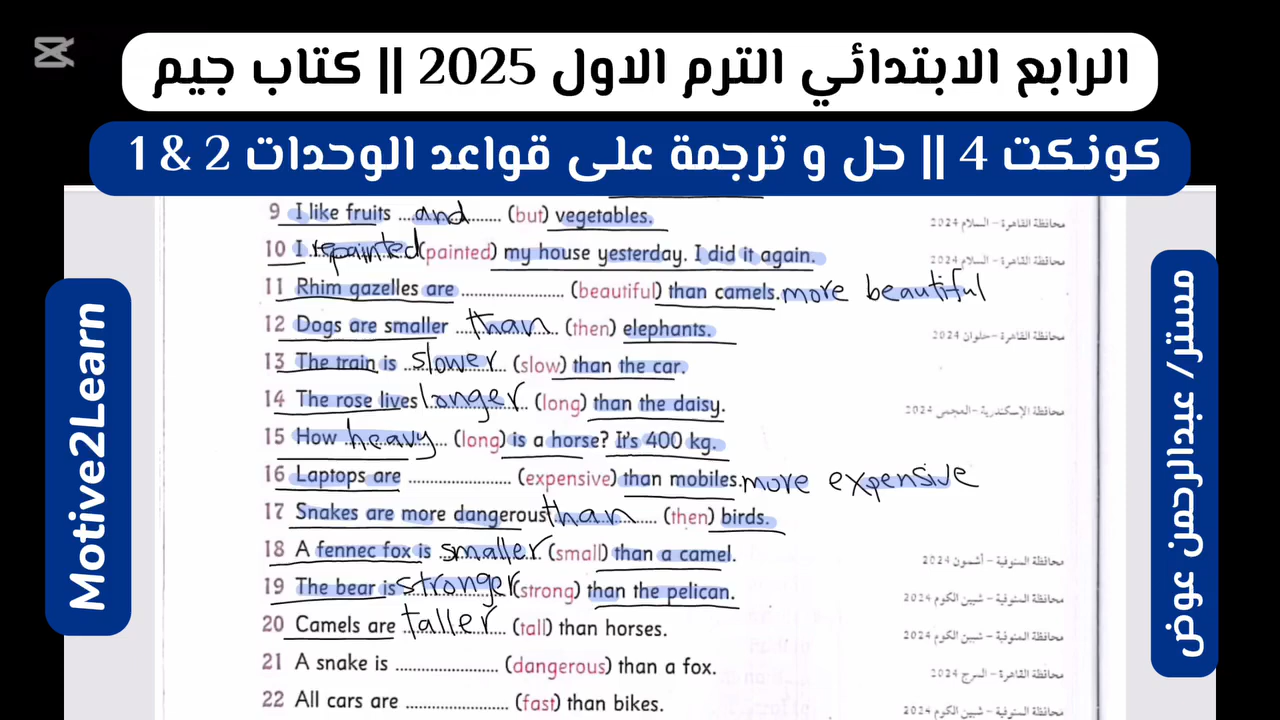 الرابع الابتدائي الترم الاول 2025 || كتاب جيم
كونكت 4 || حل و ترجمة على قواعد الوحدات 2 & 1
Motive2Learn
مستر/ عبدالرحمن عوض
9 I like fruits ...and......... (but) vegetables. محافظة القاهرة – السلام 2024
10 I repainted (painted) my house yesterday. I did it again. محافظة القاهرة – السلام 2024
11 Rhim gazelles are ........................ (beautiful) than camels. more beautiful
12 Dogs are smaller ...than... (then) elephants. محافظة القاهرة – حلوان 2024
13 The train is slower... (slow) than the car.
14 The rose lives longer... (long) than the daisy. محافظة الإسكندرية – العجمي 2024
15 How heavy... (long) is a horse? It's 400 kg.
16 Laptops are ........................ (expensive) than mobiles. more expensive
17 Snakes are more dangerous than..... (then) birds.
18 A fennec fox is smaller (small) than a camel. محافظة المنوفية – أشمون 2024
19 The bear is stronger (strong) than the pelican. محافظة المنوفية – شبين الكوم 2024
20 Camels are taller (tall) than horses. محافظة المنوفية – شبين الكوم 2024
21 A snake is ........................ (dangerous) than a fox. محافظة القاهرة – المرج 2024
22 All cars are ........................ (fast) than bikes. محافظة المنوفية – شبين الكوم 2024